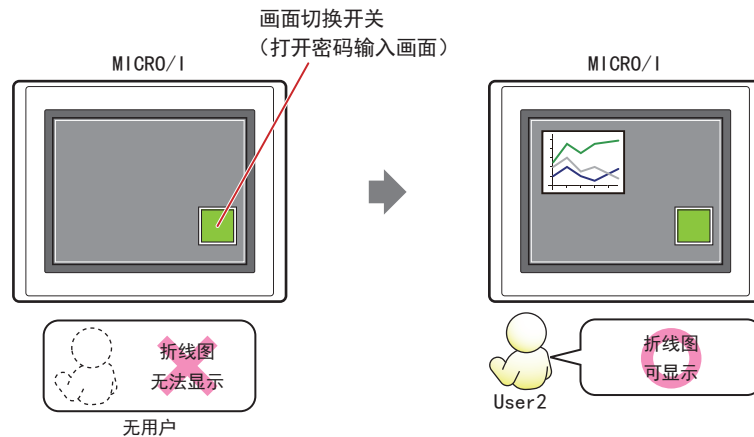 画面切换开关
（打开密码输入画面）
MICRO/I
MICRO/I
折线图
无法显示
无用户
折线图
可显示
User2